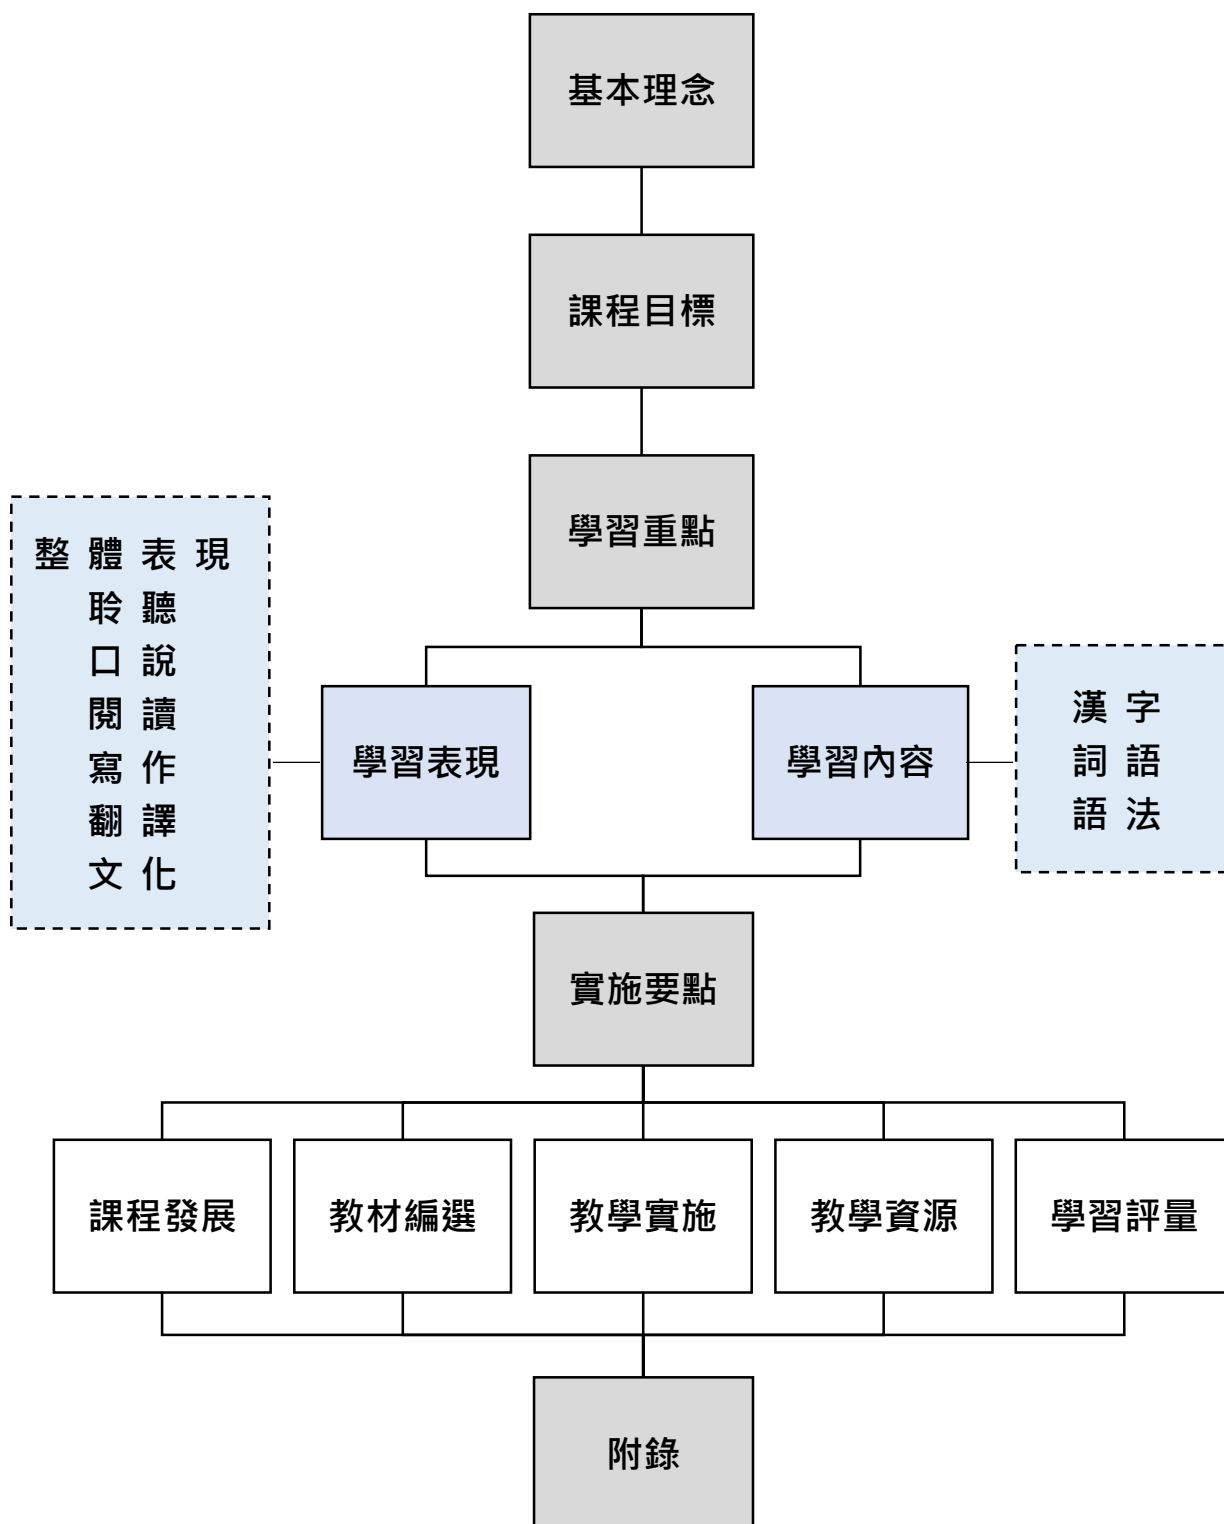 基本理念
課程目標
學習重點
整體表現
聆聽
口說
閱讀
寫作
翻譯
文化
學習表現
學習內容
漢字
詞語
語法
實施要點
課程發展
教材編選
教學實施
教學資源
學習評量
附錄